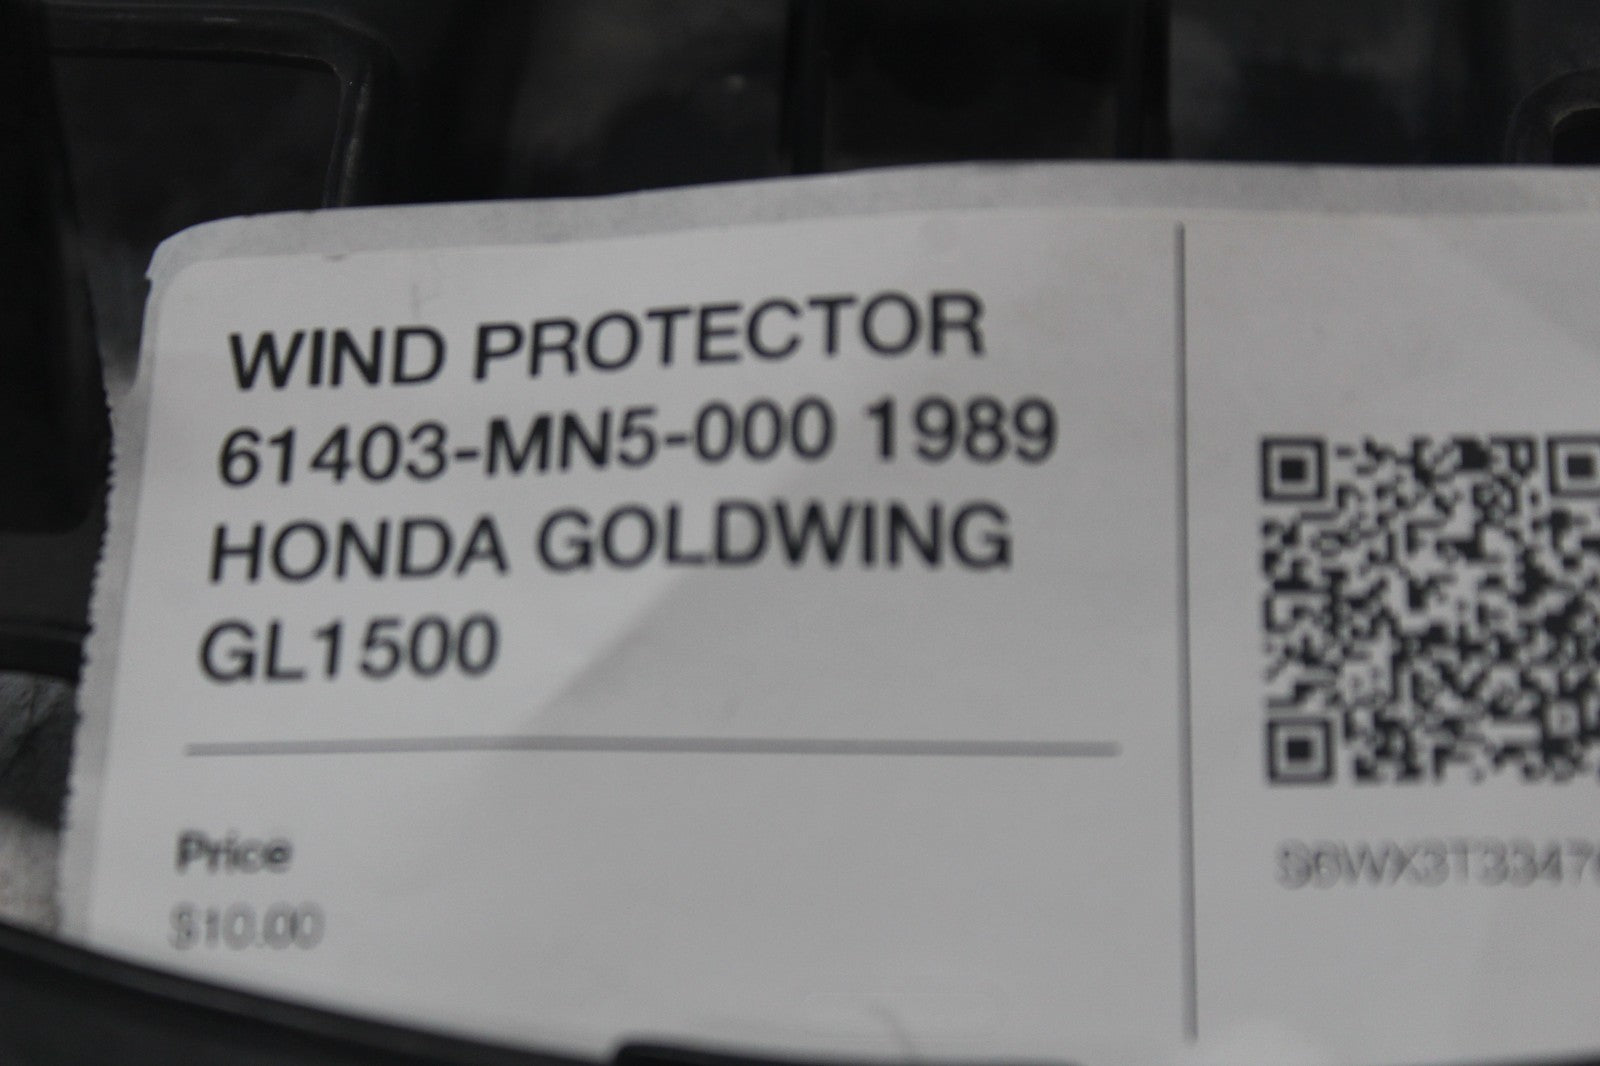 WIND PROTECTOR
61403-MN5-000 1989
HONDA GOLDWING
GL1500
Price
$10.00